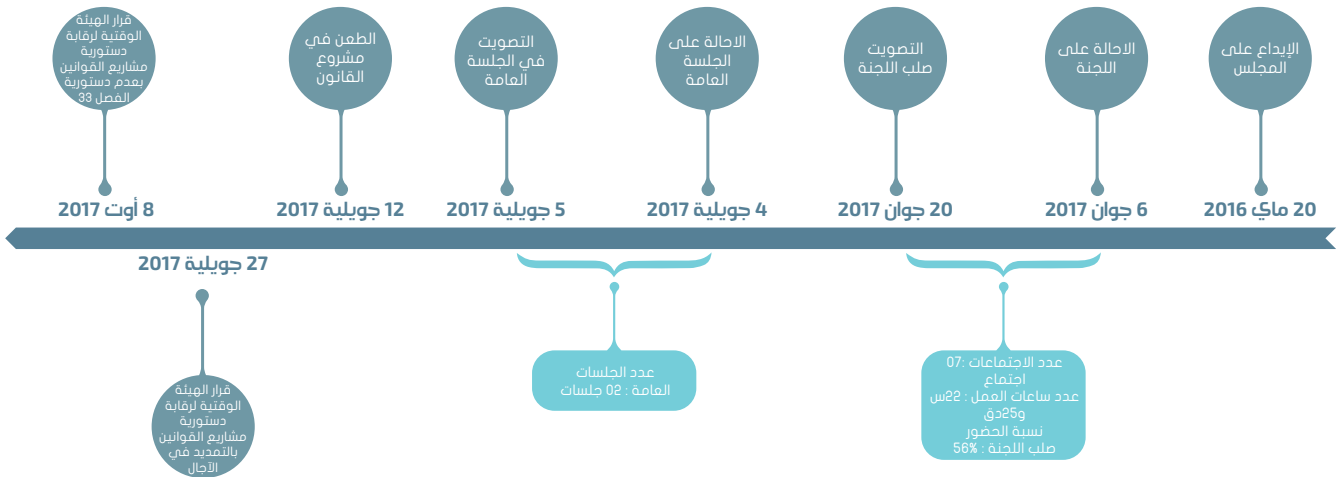 الإيداع على
المجلس
20 ماي 2016
الاحالة على
اللجنة
6 جوان 2017
التصويت
صلب اللجنة
20 جوان 2017
الاحالة على
الجلسة
العامة
4 جويلية 2017
التصويت
في الجلسة
العامة
5 جويلية 2017
الطعن في
مشروع
القانون
12 جويلية 2017
قرار الهيئة
الوقتية لرقابة
دستورية
مشاريع القوانين
بعدم دستورية
الفصل 33
8 أوت 2017
عدد الاجتماعات :07
اجتماع
عدد ساعات العمل : 22س
و25دق
نسبة الحضور
صلب اللجنة : 56%
عدد الجلسات
العامة : 02 جلسات
27 جويلية 2017
قرار الهيئة
الوقتية لرقابة
دستورية
مشاريع القوانين
بالتمديد في
الآجال